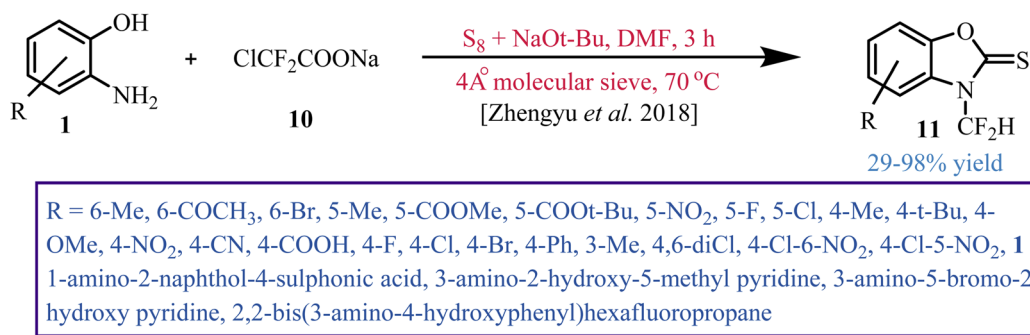 OH
NH₂
R
1
+
ClCF₂COONa
10
S₈ + NaOt-Bu, DMF, 3 h
4A° molecular sieve, 70 °C
[Zhengyu et al. 2018]
O
S
N
R
11
CF₂H
29-98% yield
R = 6-Me, 6-COCH₃, 6-Br, 5-Me, 5-COOMe, 5-COOt-Bu, 5-NO₂, 5-F, 5-Cl, 4-Me, 4-t-Bu, 4-
OMe, 4-NO₂, 4-CN, 4-COOH, 4-F, 4-Cl, 4-Br, 4-Ph, 3-Me, 4,6-diCl, 4-Cl-6-NO₂, 4-Cl-5-NO₂, 1
1-amino-2-naphthol-4-sulphonic acid, 3-amino-2-hydroxy-5-methyl pyridine, 3-amino-5-bromo-2
hydroxy pyridine, 2,2-bis(3-amino-4-hydroxyphenyl)hexafluoropropane